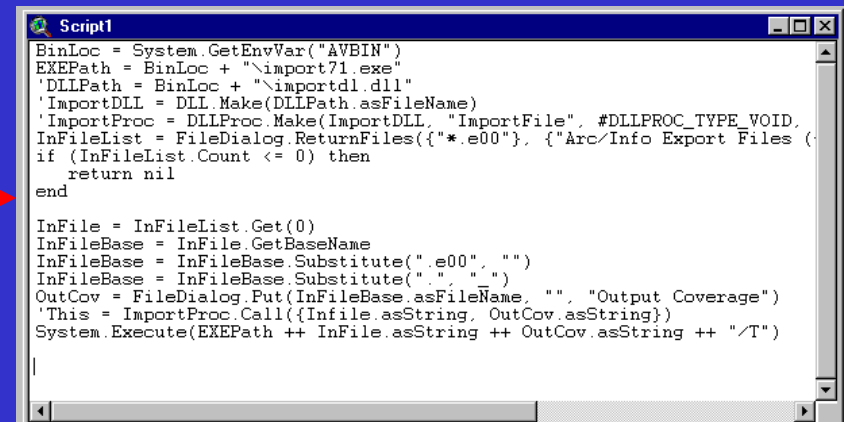 Script1
BinLoc = System.GetEnvVar("AVBIN")
EXEPath = BinLoc + "\import71.exe"
'DLLPath = BinLoc + "\importdl.dll"
'ImportDLL = DLL.Make(DLLPath.asFileName)
'ImportProc = DLLProc.Make(ImportDLL, "ImportFile", #DLLPROC_TYPE_VOID,
InFileList = FileDialog.ReturnFiles({"*.e00"}, {"Arc/Info Export Files (
if (InFileList.Count <= 0) then
   return nil
end

InFile = InFileList.Get(0)
InFileBase = InFile.GetBaseName
InFileBase = InFileBase.Substitute(".e00", "")
InFileBase = InFileBase.Substitute(".", "_")
OutCov = FileDialog.Put(InFileBase.asFileName, "", "Output Coverage")
'This = ImportProc.Call({Infile.asString, OutCov.asString})
System.Execute(EXEPath ++ InFile.asString ++ OutCov.asString ++ "/T")